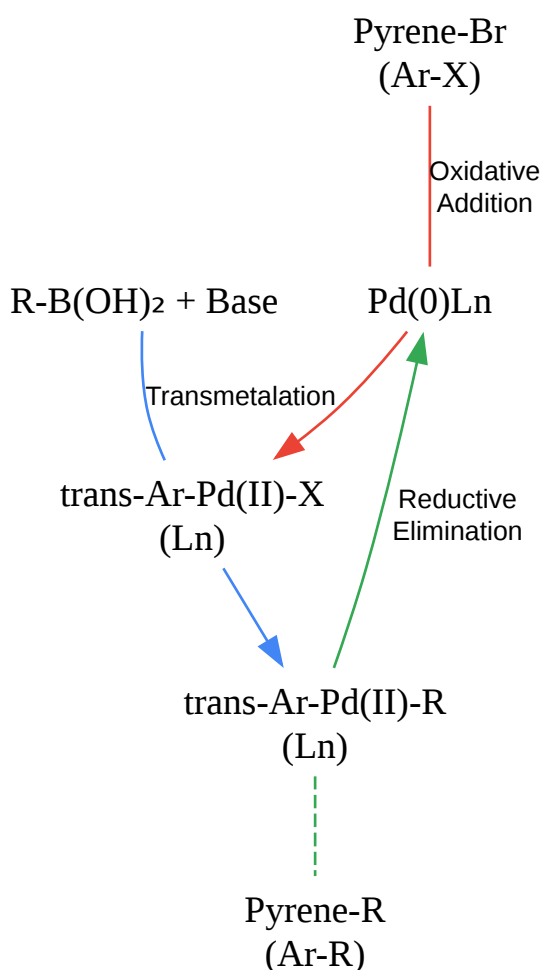 Pyrene-Br
(Ar-X)
Oxidative
Addition
R-B(OH)₂ + Base
Pd(0)Ln
Transmetalation
trans-Ar-Pd(II)-X
(Ln)
Reductive
Elimination
trans-Ar-Pd(II)-R
(Ln)
Pyrene-R
(Ar-R)